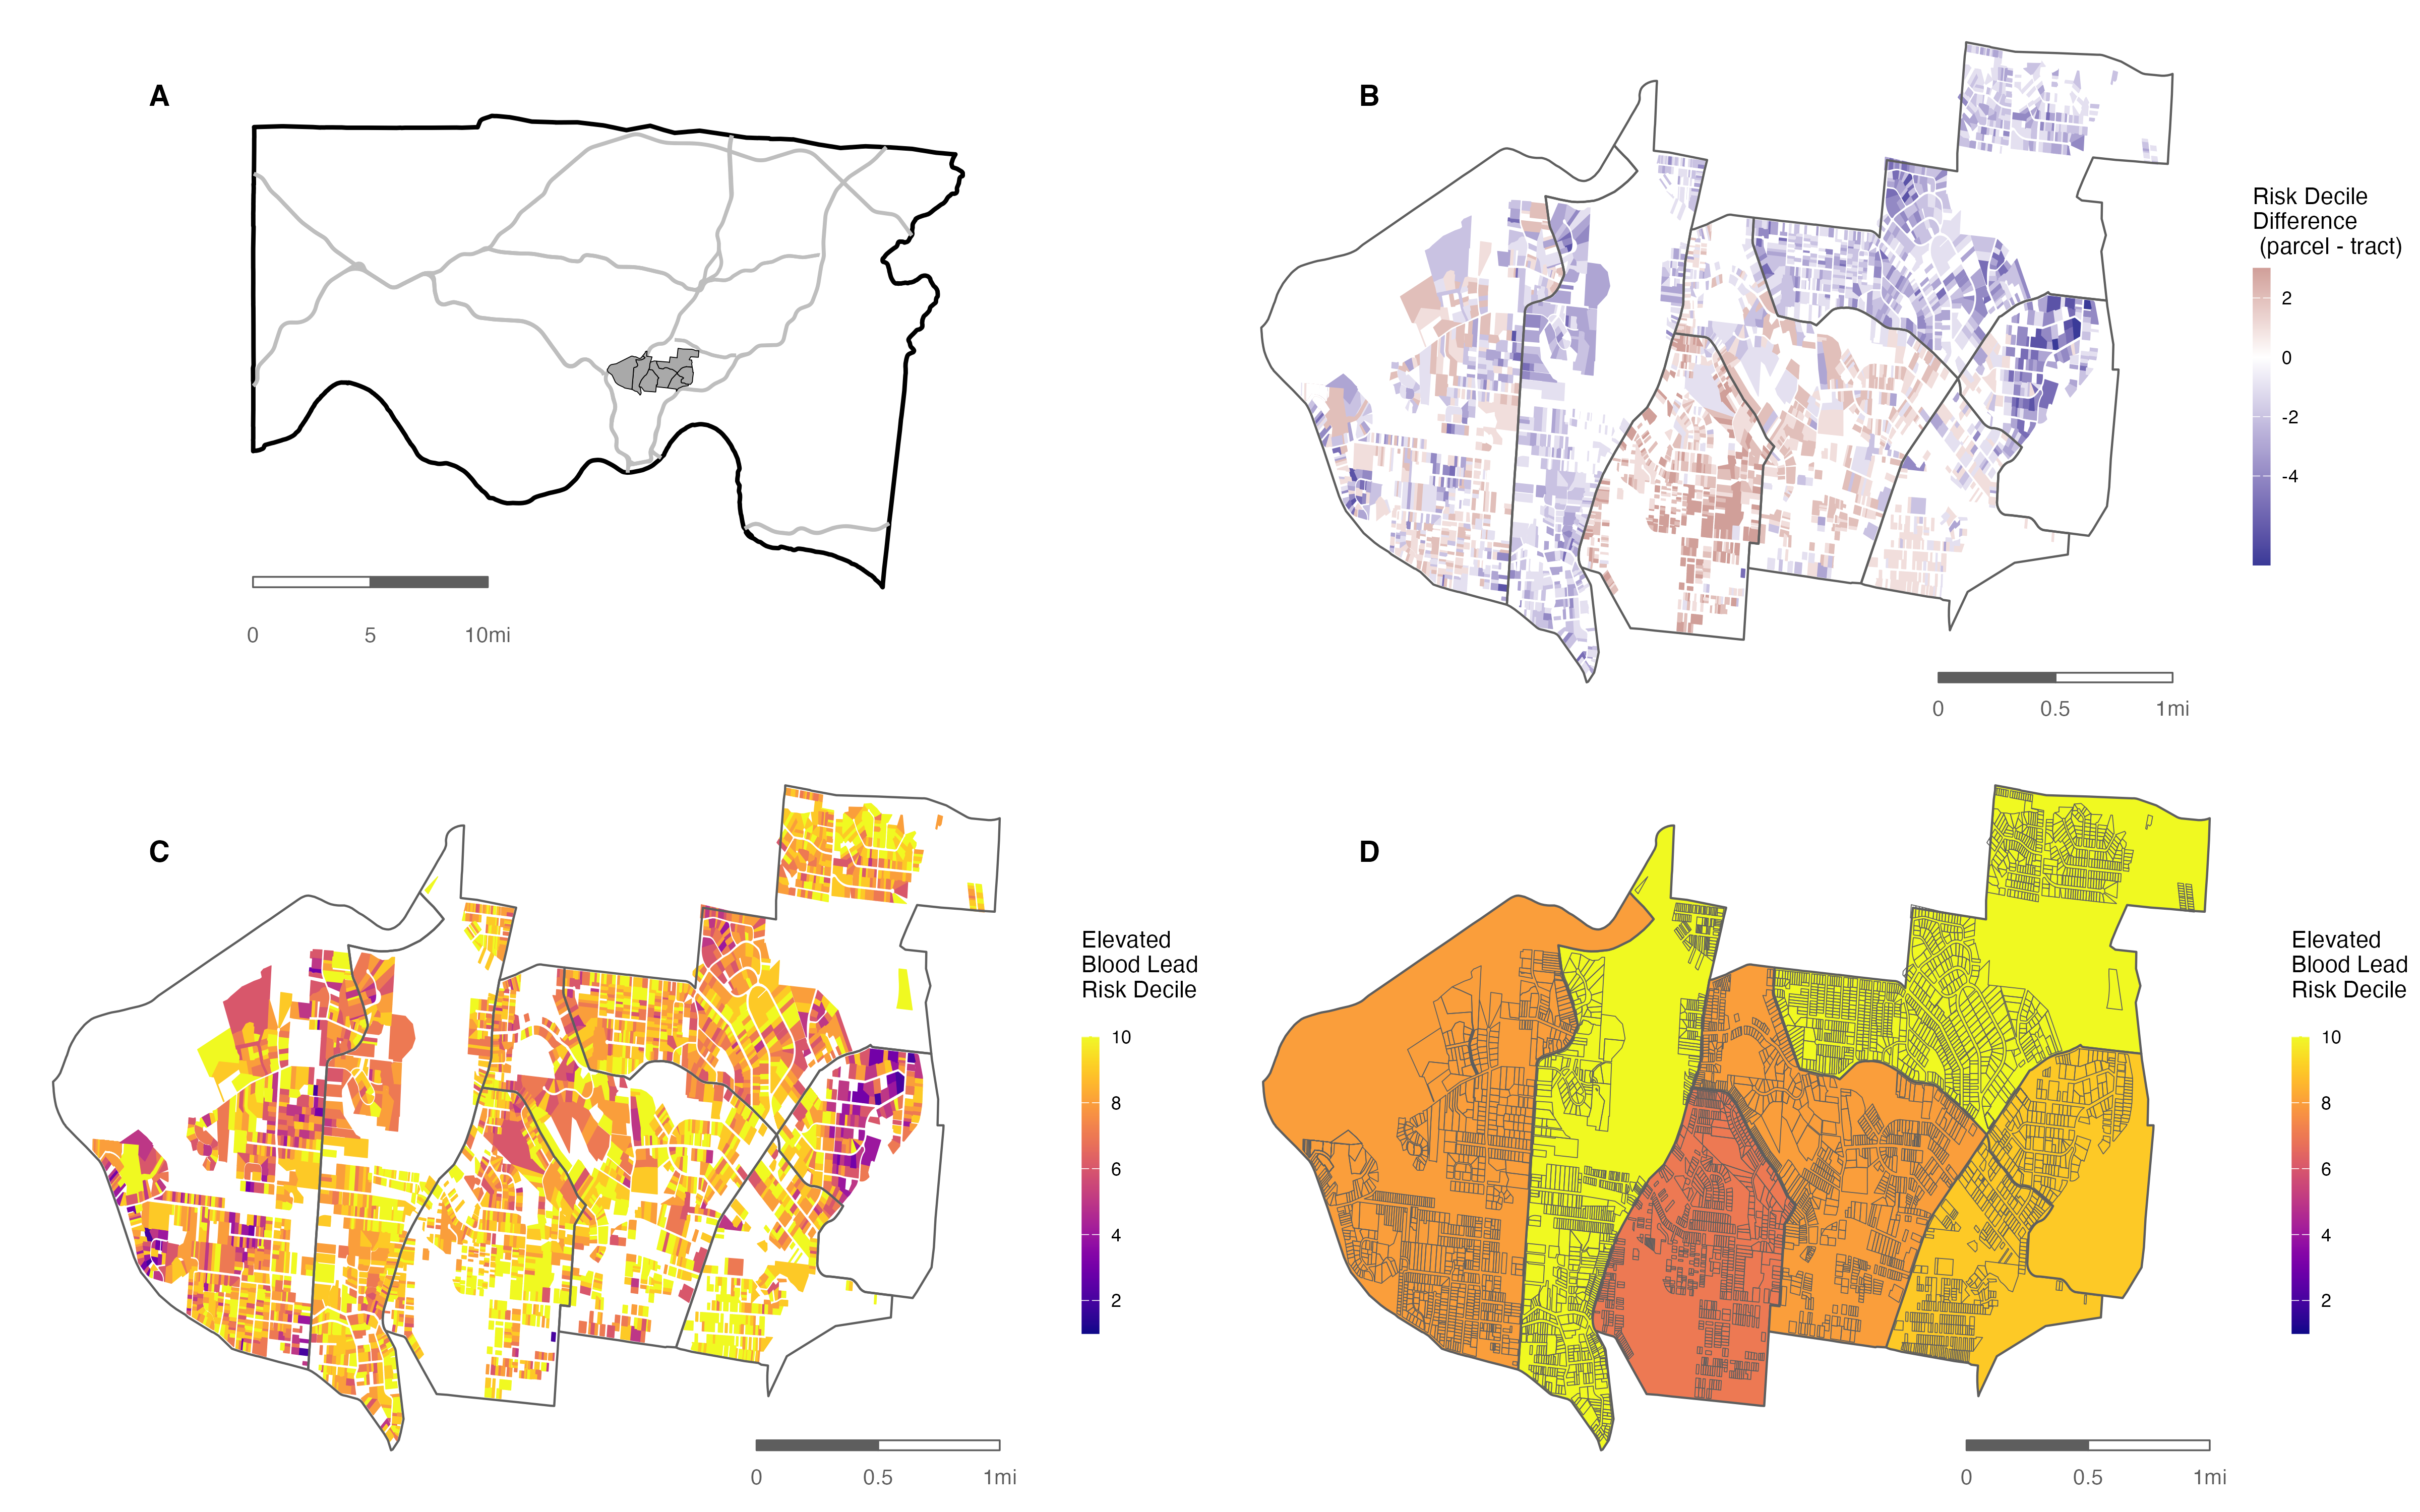 A
0
5
10mi
B
Risk Decile
Difference
(parcel - tract)
2
0
-2
-4
0
0.5
1mi
C
Elevated
Blood Lead
Risk Decile
10
8
6
4
2
0
0.5
1mi
D
Elevated
Blood Lead
Risk Decile
10
8
6
4
2
0
0.5
1mi